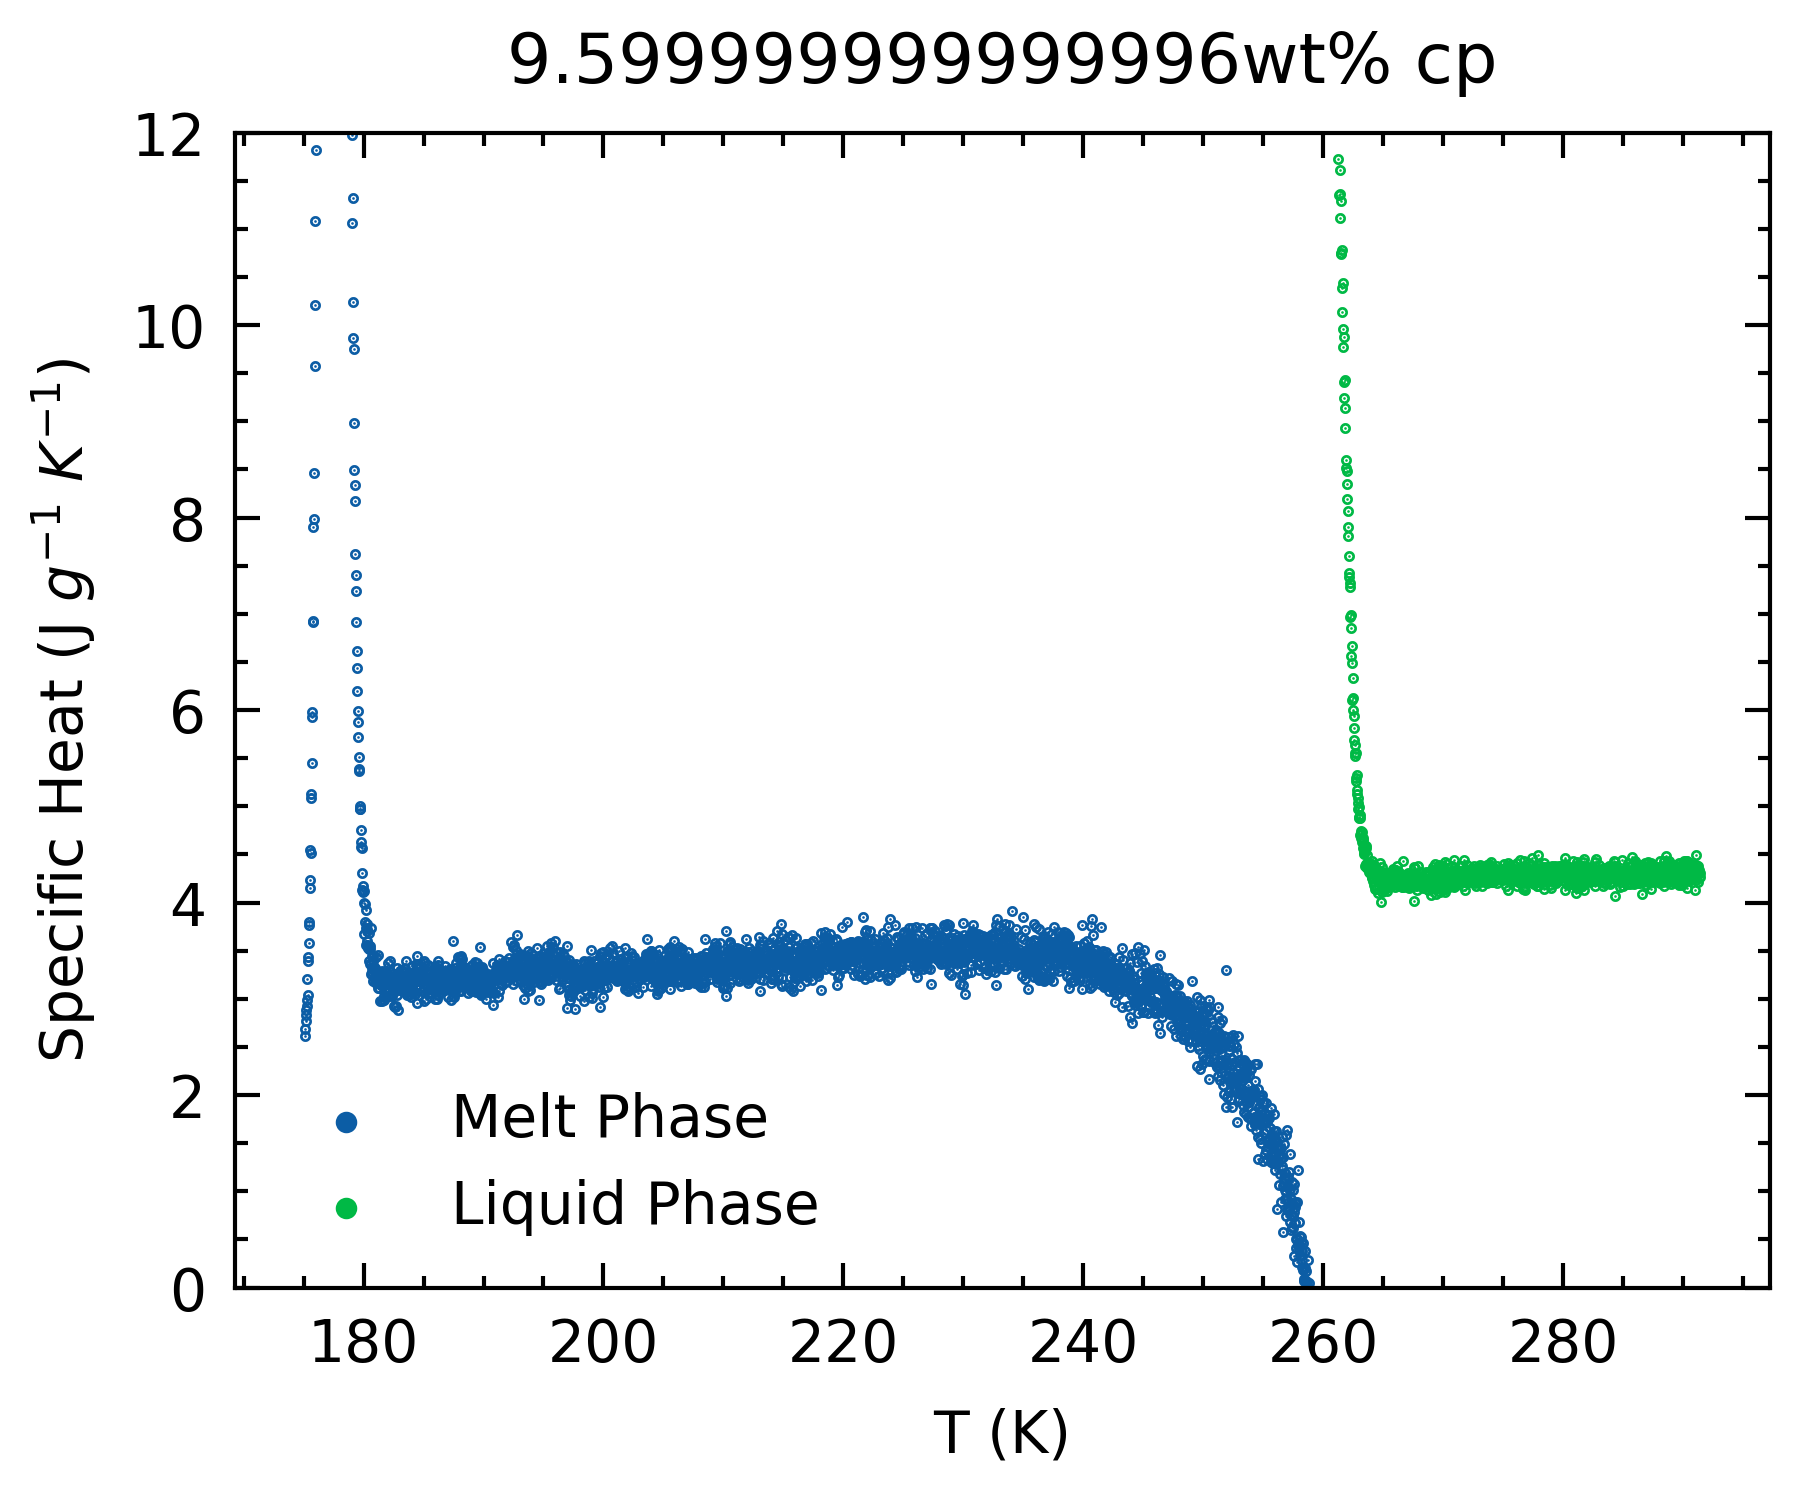 9.599999999999996wt% cp
12
10
8
6
4
2
0
Specific Heat (J g⁻¹ K⁻¹)
Melt Phase
Liquid Phase
180 200 220 240 260 280
T (K)